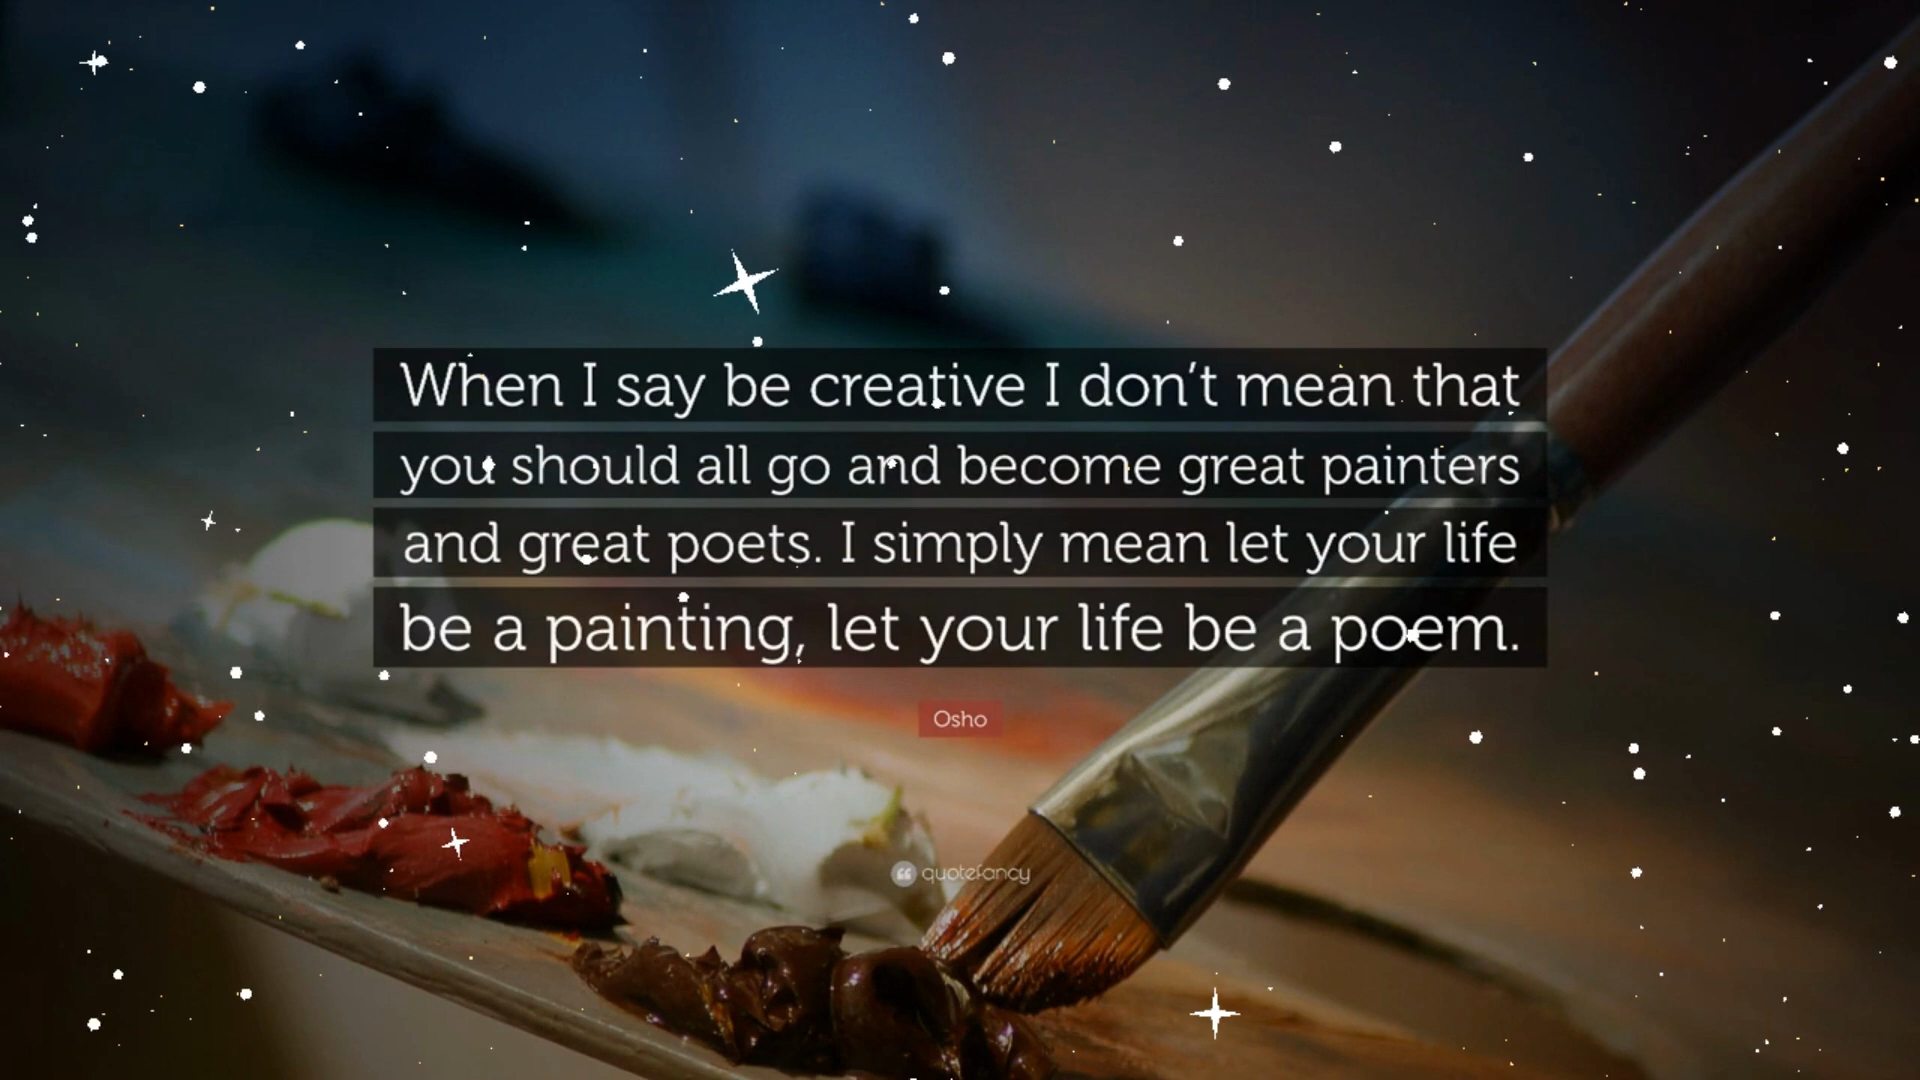 When I say be creative I don’t mean that
you should all go and become great painters
and great poets. I simply mean let your life
be a painting, let your life be a poem.
Osho
quotefancy